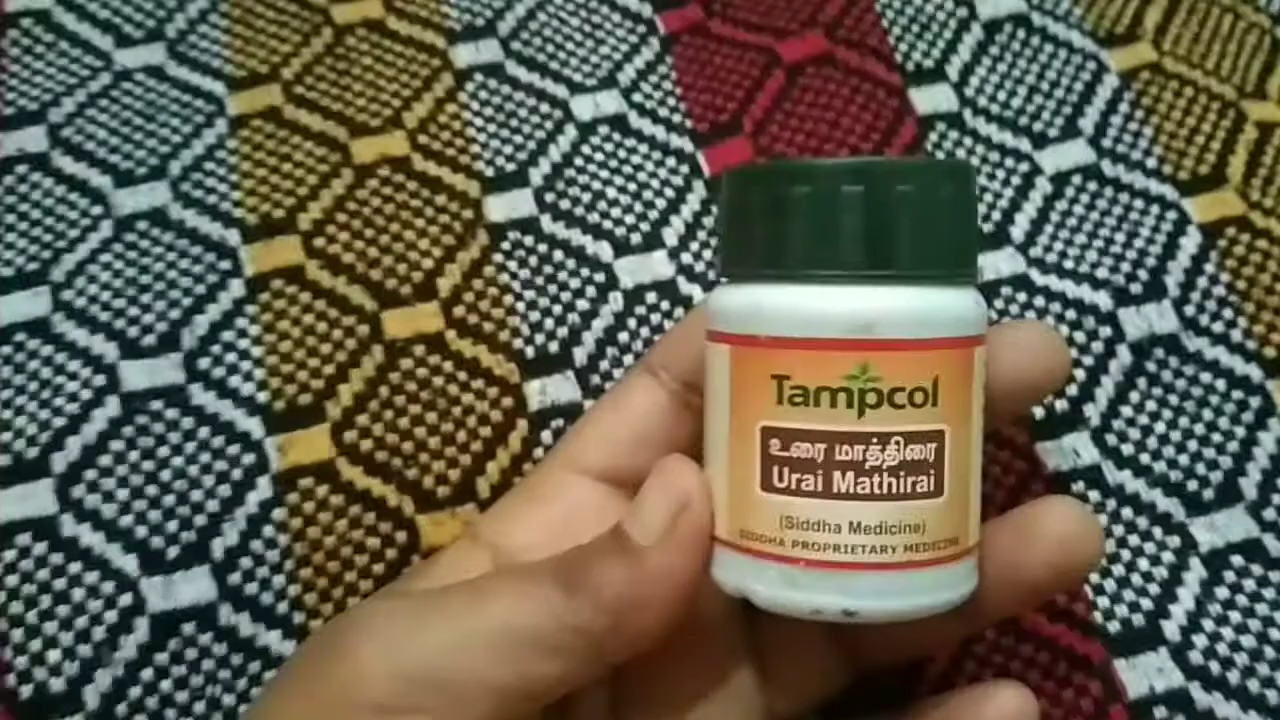 Tampcol
உரை மாத்திரை
Urai Mathirai
(Siddha Medicine)
SIDDHA PROPRIETARY MEDICINE